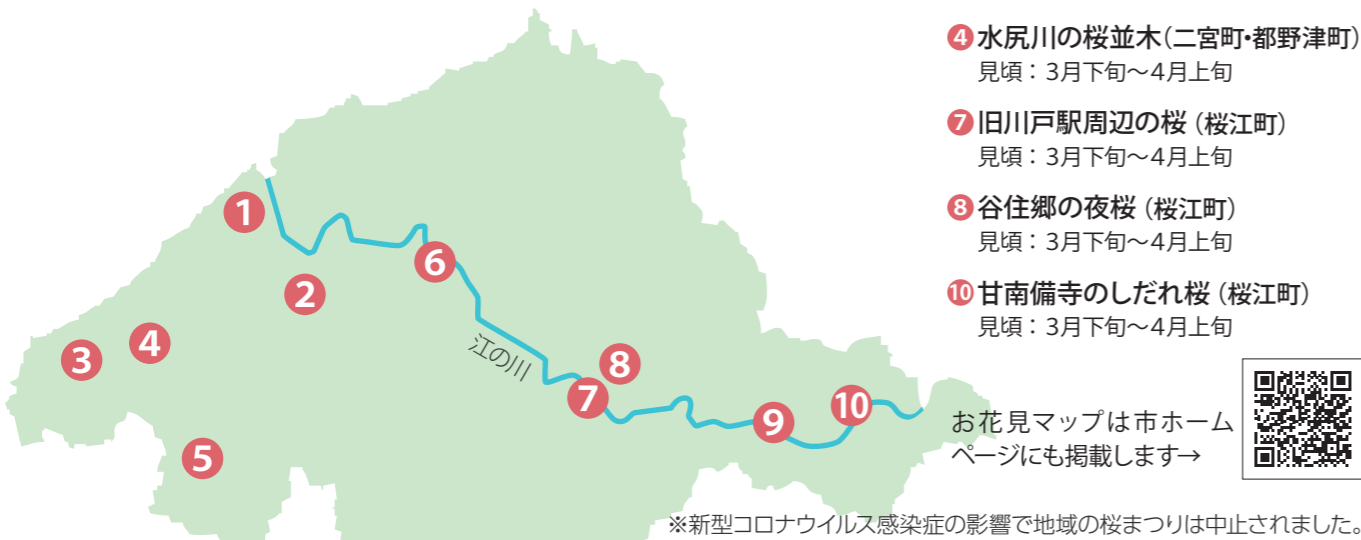 1
2
3
4
5
6
7
8
9
10
江の川
4 水尻川の桜並木(二宮町・都野津町)
見頃：3月下旬〜4月上旬
7 旧川戸駅周辺の桜（桜江町）
見頃：3月下旬〜4月上旬
8 谷住郷の夜桜（桜江町）
見頃：3月下旬〜4月上旬
10 甘南備寺のしだれ桜（桜江町）
見頃：3月下旬〜4月上旬
お花見マップは市ホーム
ページにも掲載します→
※新型コロナウイルス感染症の影響で地域の桜まつりは中止されました。